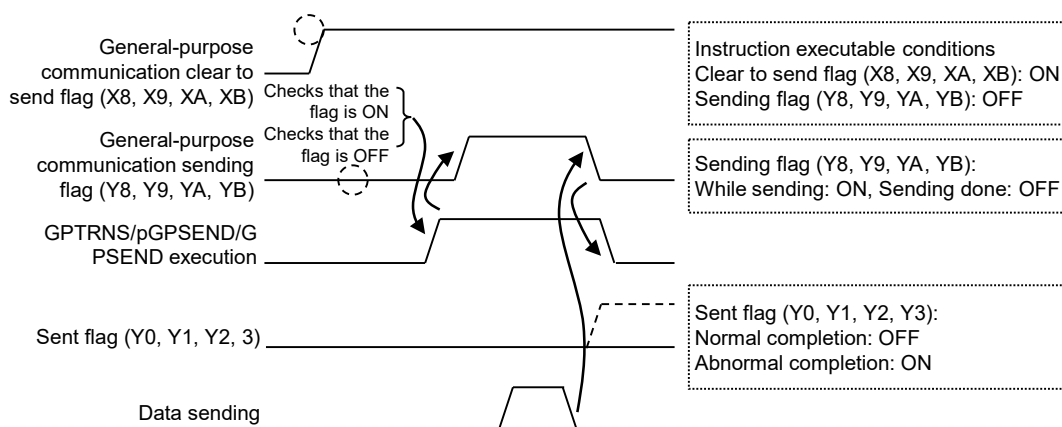 General-purpose
communication clear to
send flag (X8, X9, XA, XB)
Checks that the
flag is ON
Checks that the
flag is OFF
General-purpose
communication sending
flag (Y8, Y9, YA, YB)
GPTRNS/pGPSEND/G
PSEND execution
Sent flag (Y0, Y1, Y2, 3)
Data sending
Instruction executable conditions
Clear to send flag (X8, X9, XA, XB): ON
Sending flag (Y8, Y9, YA, YB): OFF
Sending flag (Y8, Y9, YA, YB):
While sending: ON, Sending done: OFF
Sent flag (Y0, Y1, Y2, Y3):
Normal completion: OFF
Abnormal completion: ON